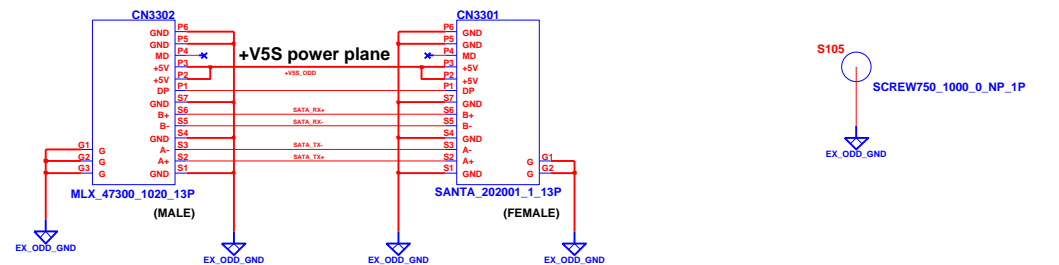 CN3302
P6 GND
P5 GND
P4 MD
P3 +5V
P2 +5V
P1 DP
S7 GND
S6 B+
S5 B-
S4 GND
S3 A-
S2 A+
S1 GND
G1 G
G2 G
G3 G
MLX_47300_1020_13P
(MALE)
EX_ODD_GND
EX_ODD_GND
+V5S power plane
+V5S_ODD
SATA_RX+
SATA_RX-
SATA_TX-
SATA_TX+
CN3301
P6 GND
P5 GND
P4 MD
P3 +5V
P2 +5V
P1 DP
S7 GND
S6 B+
S5 B-
S4 GND
S3 A-
S2 A+
S1 GND
G G1
G G2
SANTA_202001_1_13P
(FEMALE)
EX_ODD_GND
EX_ODD_GND
S105
SCREW750_1000_0_NP_1P
EX_ODD_GND